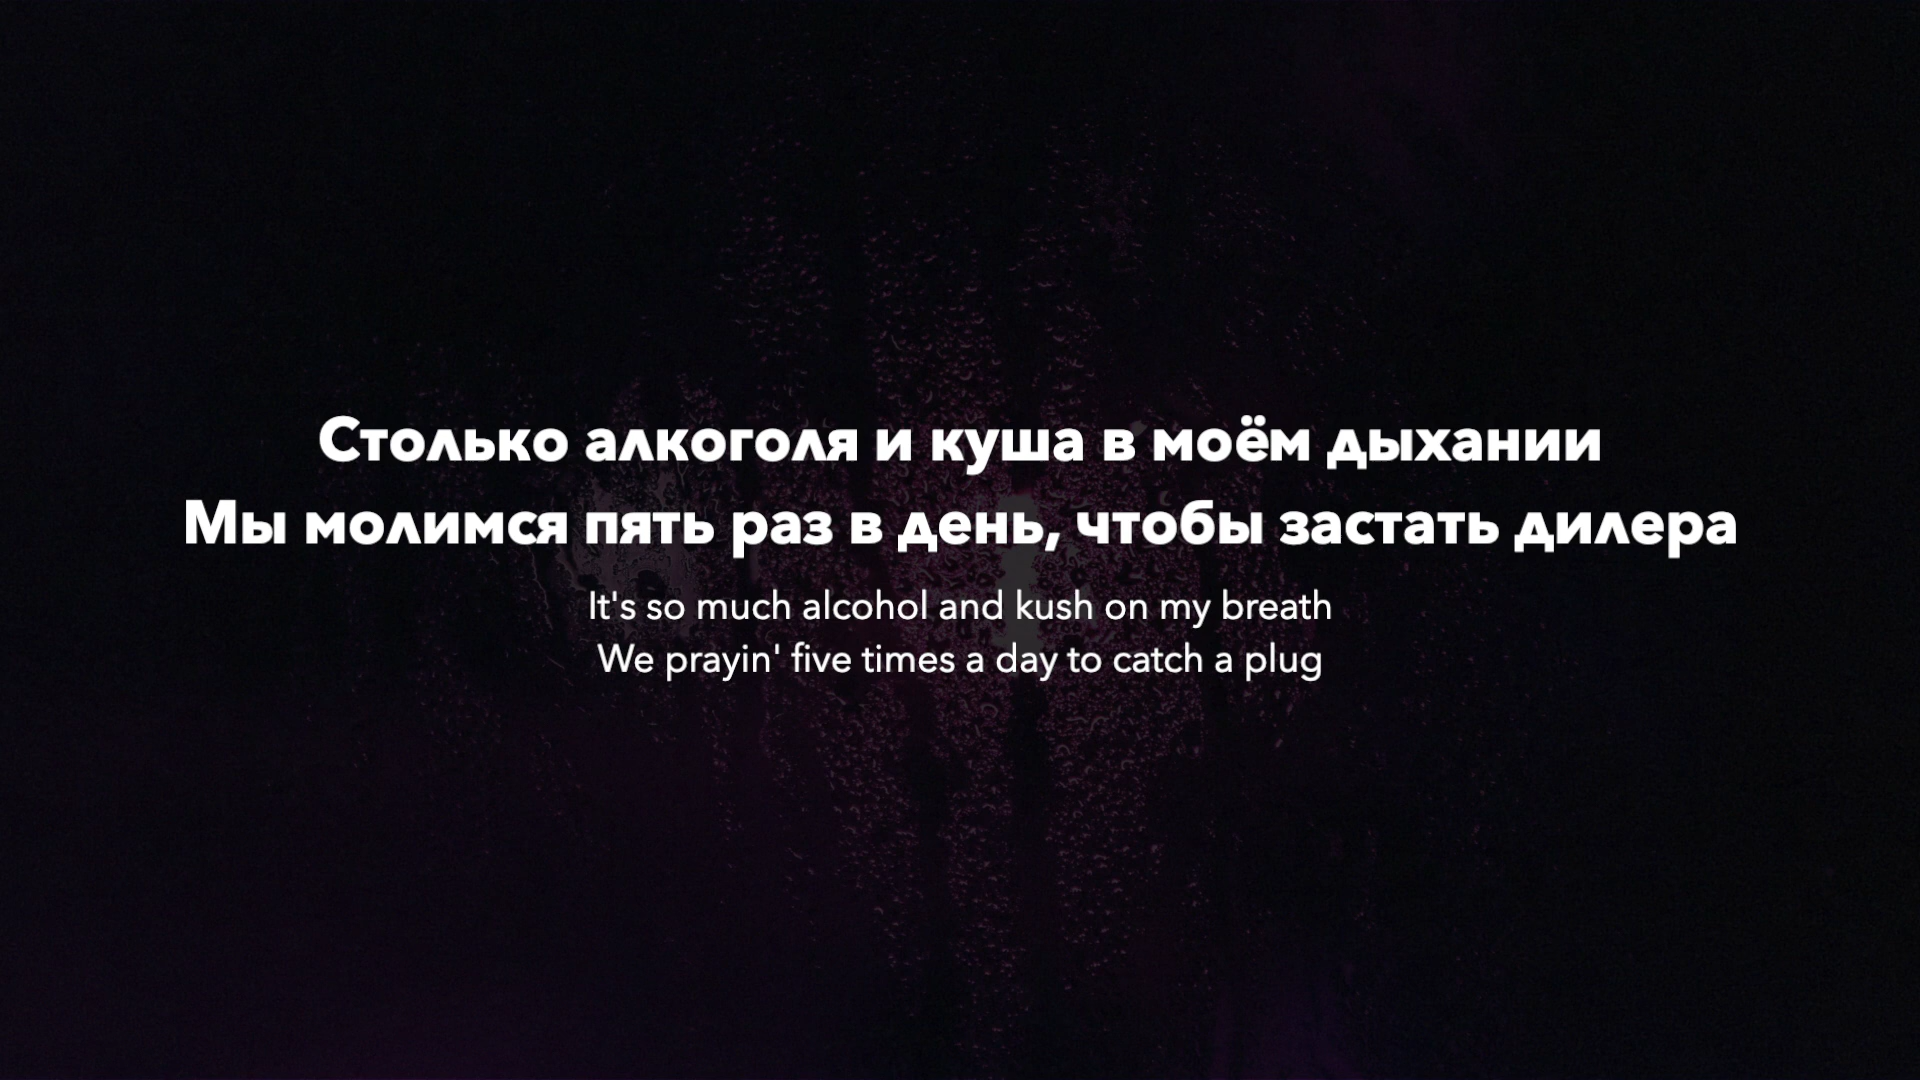 Столько алкоголя и куша в моём дыхании
Мы молимся пять раз в день, чтобы застать дилера
It's so much alcohol and kush on my breath
We prayin' five times a day to catch a plug